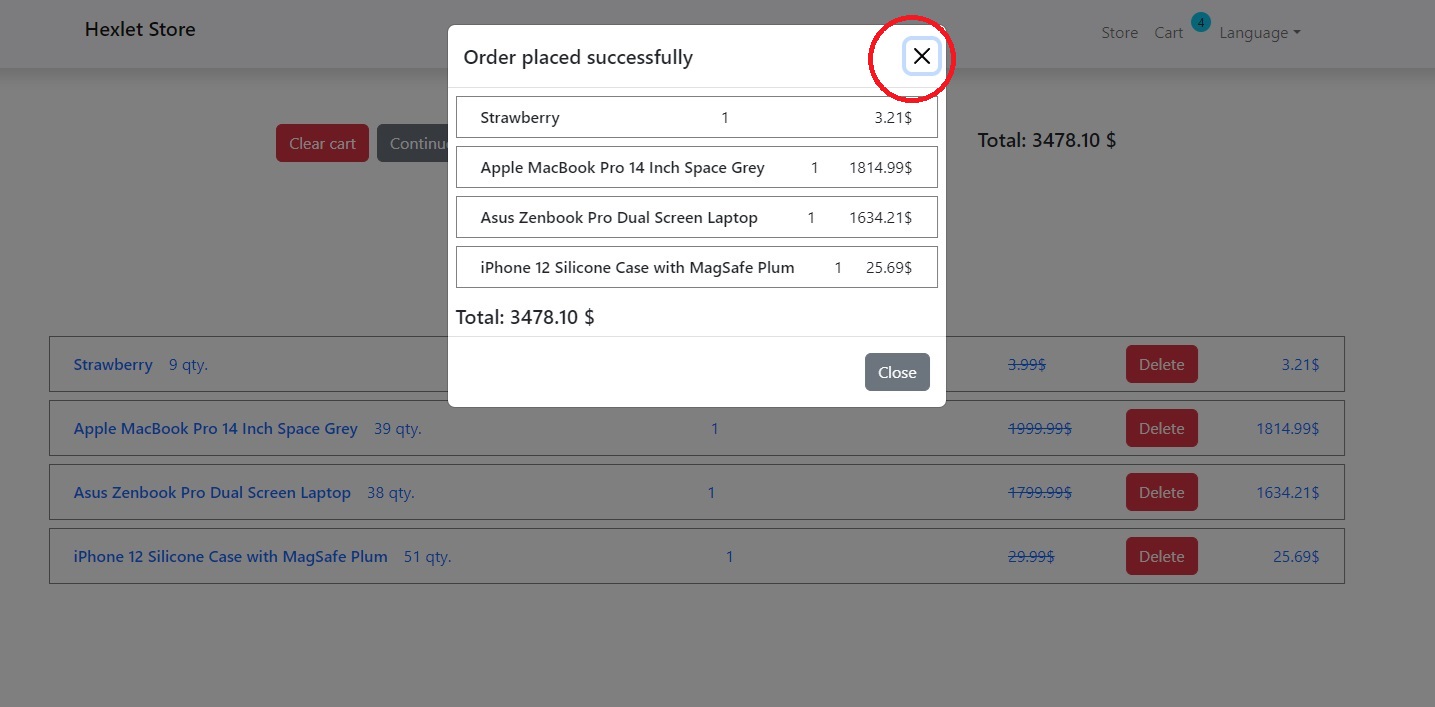 Hexlet Store
Store Cart 4 Language
Order placed successfully
Clear cart
Continu
Total: 3478.10 $
Strawberry 1 3.21$
Apple MacBook Pro 14 Inch Space Grey 1 1814.99$
Asus Zenbook Pro Dual Screen Laptop 1 1634.21$
iPhone 12 Silicone Case with MagSafe Plum 1 25.69$
Total: 3478.10 $
Close
Strawberry 9 qty. 3.99$ Delete 3.21$
Apple MacBook Pro 14 Inch Space Grey 39 qty. 1 1999.99$ Delete 1814.99$
Asus Zenbook Pro Dual Screen Laptop 38 qty. 1 1799.99$ Delete 1634.21$
iPhone 12 Silicone Case with MagSafe Plum 51 qty. 1 29.99$ Delete 25.69$